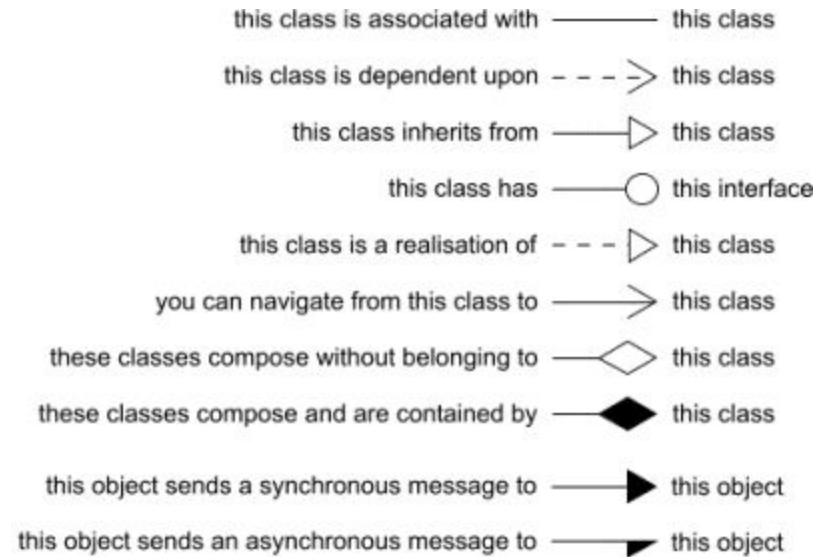 this class is associated with this class
this class is dependent upon this class
this class inherits from this class
this class has this interface
this class is a realisation of this class
you can navigate from this class to this class
these classes compose without belonging to this class
these classes compose and are contained by this class
this object sends a synchronous message to this object
this object sends an asynchronous message to this object